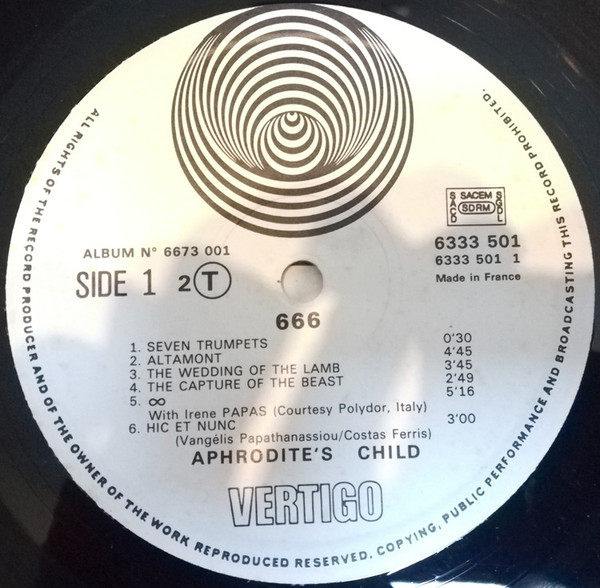 ALL RIGHTS OF THE RECORD PRODUCER AND OF THE OWNER OF THE WORK REPRODUCED RESERVED. COPYING, PUBLIC PERFORMANCE AND BROADCASTING THIS RECORD PROHIBITED.
SACEM
SACD SDRM SGDL
ALBUM N° 6673 001
6333 501
6333 501 1
SIDE 1 2 T
Made in France
666
1. SEVEN TRUMPETS 0'30
2. ALTAMONT 4'45
3. THE WEDDING OF THE LAMB 3'45
4. THE CAPTURE OF THE BEAST 2'49
5. ∞ 5'16
With Irene PAPAS (Courtesy Polydor, Italy)
6. HIC ET NUNC 3'00
(Vangélis Papathanassiou/Costas Ferris)
APHRODITE'S CHILD
VERTIGO